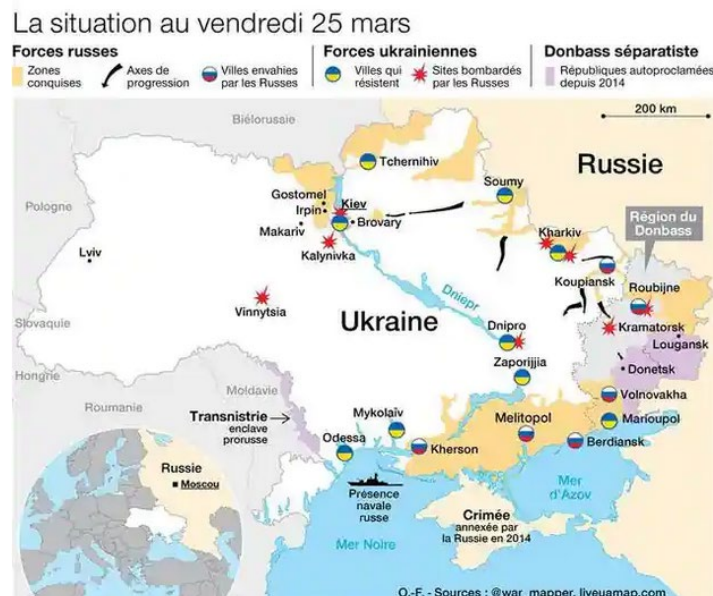 La situation au vendredi 25 mars
Forces russes
Zones
conquises
Axes de
progression
Villes envahies
par les Russes
Forces ukrainiennes
Villes qui
résistent
Sites bombardés
par les Russes
Donbass séparatiste
Républiques autoproclamées
depuis 2014
200 km
Biélorussie
Russie
Tchernihiv
Soumy
Pologne
Gostomel
Kiev
Irpin
Brovary
Makariv
Kalynivka
Kharkiv
Région du
Donbass
Lviv
Koupiansk
Roubijne
Vinnytsia
Dniepr
Ukraine
Dnipro
Kramatorsk
Slovaquie
Lougansk
Zaporijjia
Donetsk
Hongrie
Moldavie
Volnovakha
Roumanie
Transnistrie
enclave
prorusse
Mykolaïv
Melitopol
Marioupol
Odessa
Kherson
Berdiansk
Russie
Moscou
Présence
navale
russe
Mer
d'Azov
Crimée
annexée par
la Russie en 2014
Mer Noire
O.-F. - Sources : @war_mapper, liveuamap.com